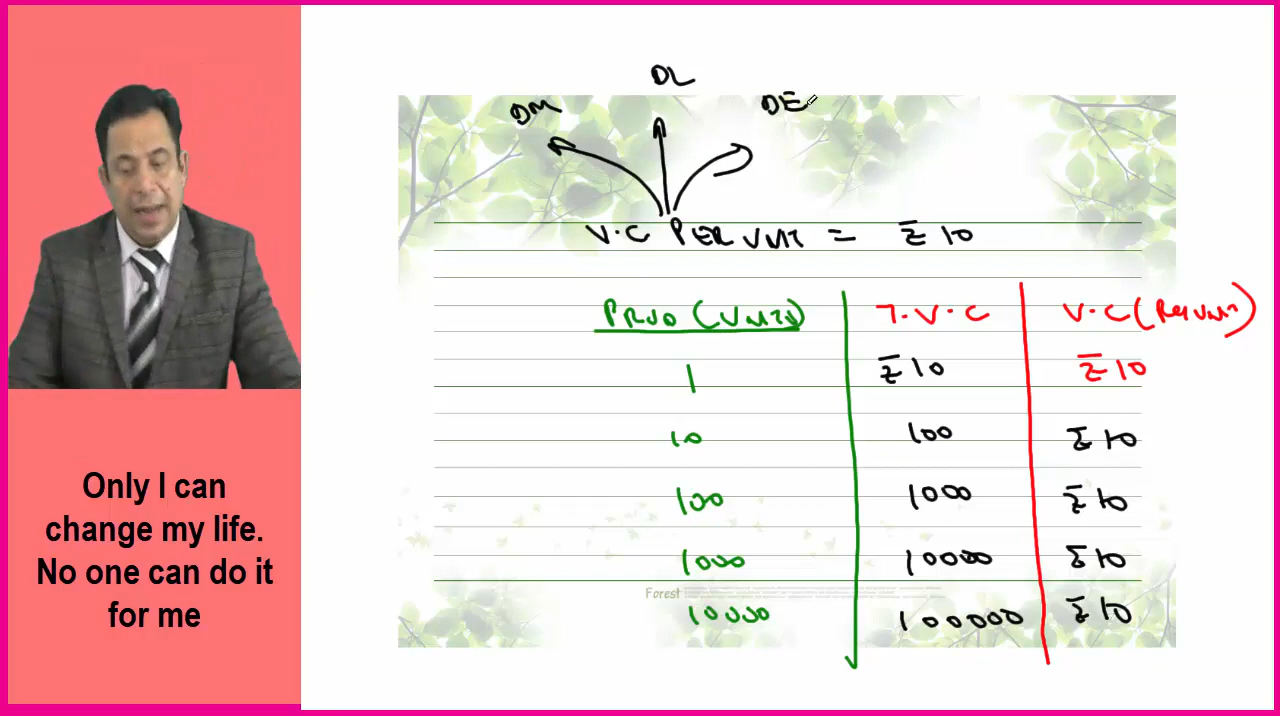 DL
DM
DE
V.C PER UNIT = ₹ 10
PROD (UNITS) T.V.C V.C (PER UNIT)
1 ₹ 10 ₹ 10
10 100 ₹ 10
100 1000 ₹ 10
1000 10000 ₹ 10
Forest
10000 100000 ₹ 10
Only I can
change my life.
No one can do it
for me